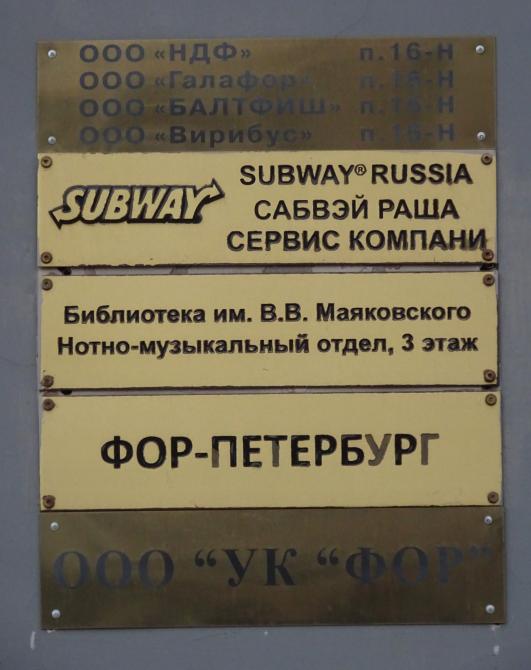 ООО «НДФ» п.16-Н
ООО «Галафор» п.16-Н
ООО «БАЛТФИШ» п.16-Н
ООО «Вирибус» п.16-Н
SUBWAY
SUBWAY® RUSSIA
САБВЭЙ РАША
СЕРВИС КОМПАНИ
Библиотека им. В.В. Маяковского
Нотно-музыкальный отдел, 3 этаж
ФОР-ПЕТЕРБУРГ
ООО “УК “ФОР”